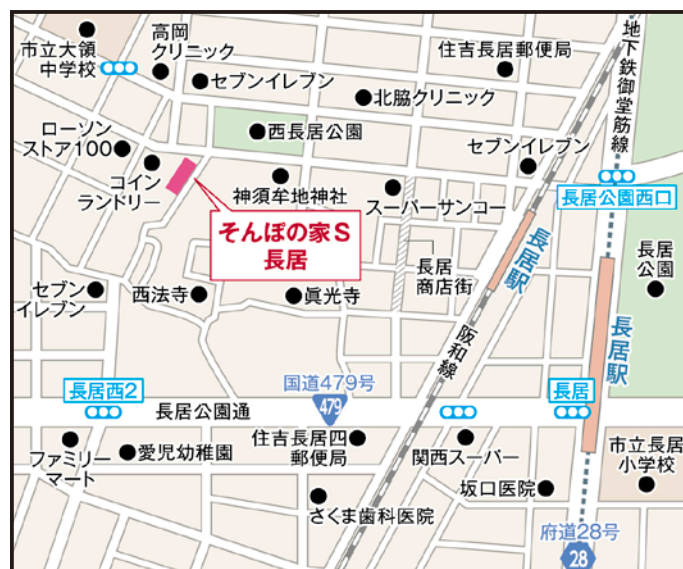 市立大領
中学校
高岡
クリニック
セブンイレブン
北脇クリニック
住吉長居郵便局
地下鉄御堂筋線
ローソン
ストア100
西長居公園
セブンイレブン
コイン
ランドリー
神須牟地神社
スーパーサンコー
長居公園西口
そんぽの家S
長居
長居
商店街
長居駅
長居
公園
セブン
イレブン
西法寺
眞光寺
阪和線
長居駅
長居西2
長居公園通
国道479号
479
長居
ファミリー
マート
愛児幼稚園
住吉長居四
郵便局
関西スーパー
市立長居
小学校
さくま歯科医院
坂口医院
府道28号
28